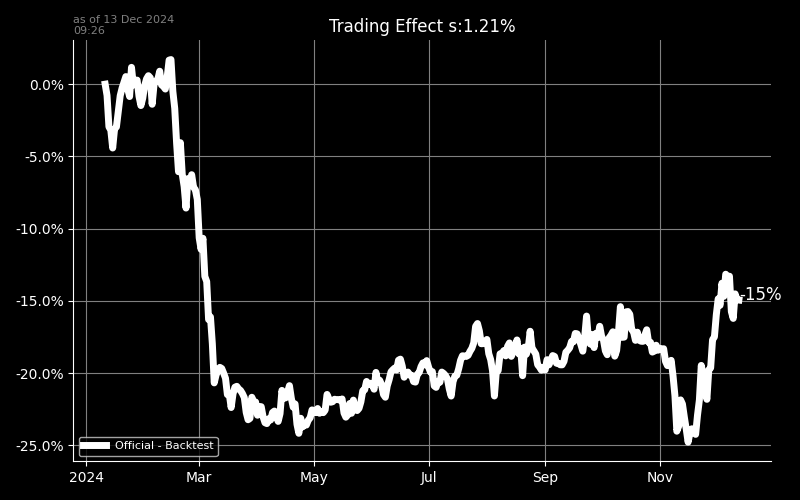 as of 13 Dec 2024
09:26
Trading Effect s:1.21%
0.0%
-5.0%
-10.0%
-15.0%
-20.0%
-25.0%
-15%
Official - Backtest
2024
Mar
May
Jul
Sep
Nov